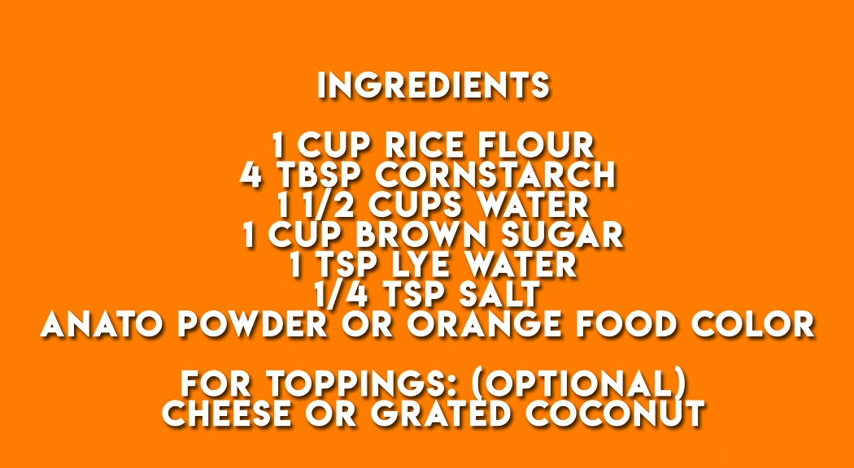 INGREDIENTS
1 CUP RICE FLOUR
4 TBSP CORNSTARCH
1 1/2 CUPS WATER
1 CUP BROWN SUGAR
1 TSP LYE WATER
1/4 TSP SALT
ANATO POWDER OR ORANGE FOOD COLOR
FOR TOPPINGS: (OPTIONAL)
CHEESE OR GRATED COCONUT